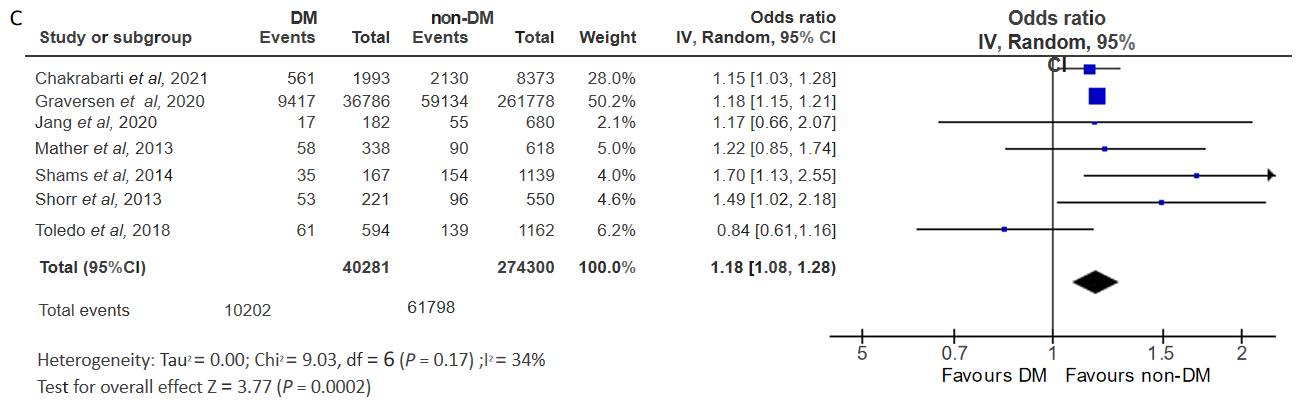 C
DM non-DM Odds ratio Odds ratio
Study or subgroup Events Total Events Total Weight IV, Random, 95% CI IV, Random, 95%
CI
Chakrabarti et al, 2021 561 1993 2130 8373 28.0% 1.15 [1.03, 1.28]
Graversen et al, 2020 9417 36786 59134 261778 50.2% 1.18 [1.15, 1.21]
Jang et al, 2020 17 182 55 680 2.1% 1.17 [0.66, 2.07]
Mather et al, 2013 58 338 90 618 5.0% 1.22 [0.85, 1.74]
Shams et al, 2014 35 167 154 1139 4.0% 1.70 [1.13, 2.55]
Shorr et al, 2013 53 221 96 550 4.6% 1.49 [1.02, 2.18]
Toledo et al, 2018 61 594 139 1162 6.2% 0.84 [0.61,1.16]
Total (95%CI) 40281 274300 100.0% 1.18 [1.08, 1.28)
Total events 10202 61798
5 0.7 1 1.5 2
Heterogeneity: Tau² = 0.00; Chi² = 9.03, df = 6 (P = 0.17) ;I² = 34%
Favours DM Favours non-DM
Test for overall effect Z = 3.77 (P = 0.0002)